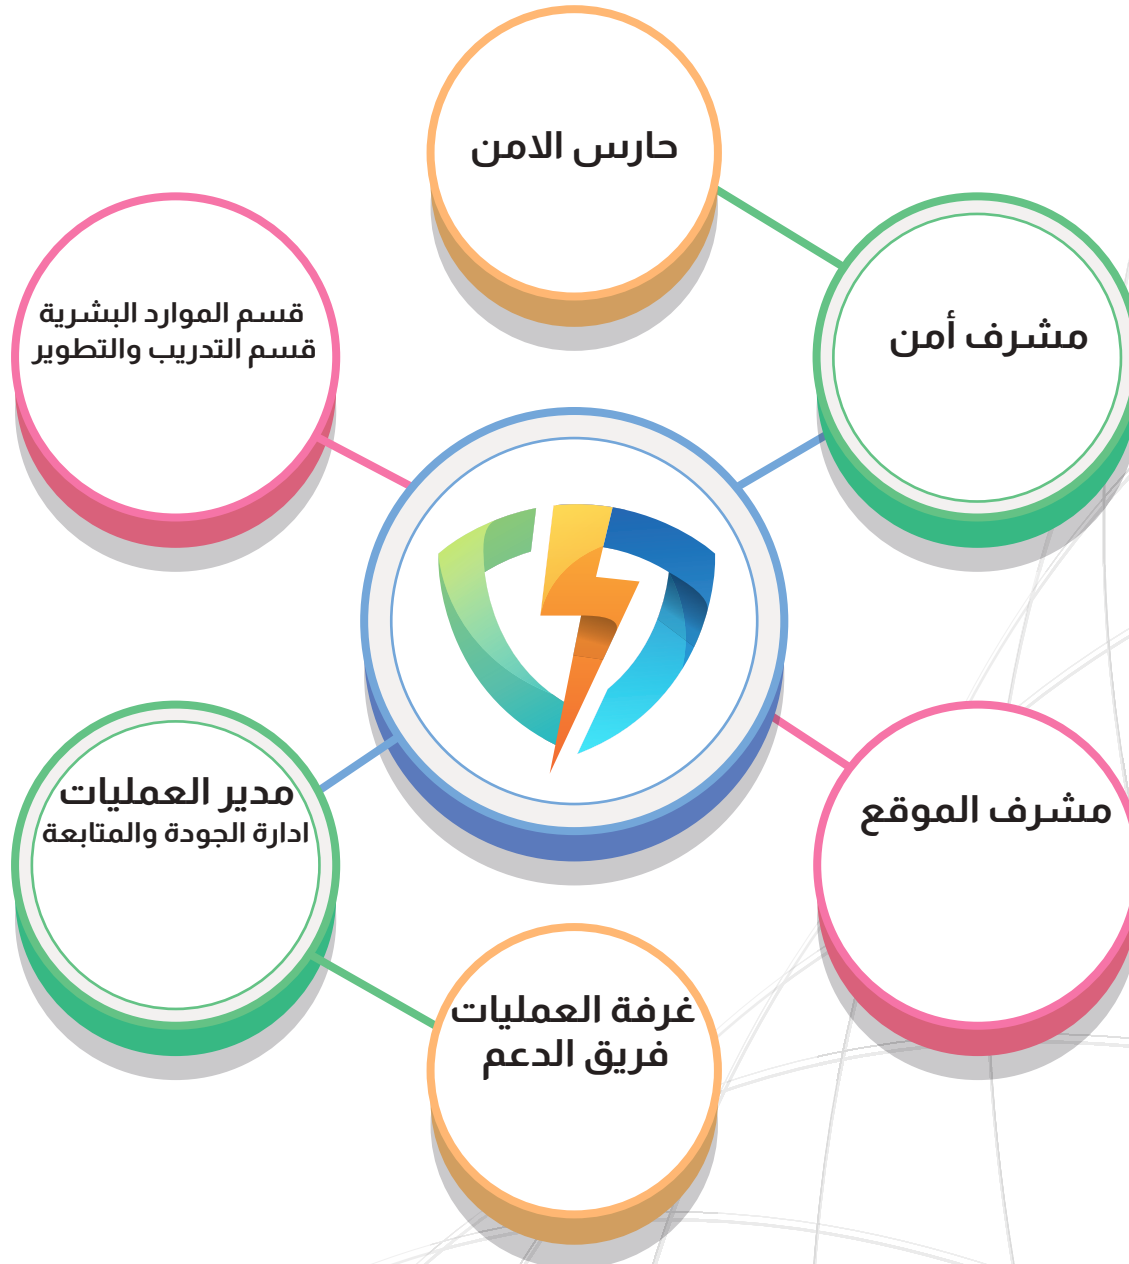 حارس الامن
مشرف أمن
قسم الموارد البشرية
قسم التدريب والتطوير
مشرف الموقع
مدير العمليات
ادارة الجودة والمتابعة
غرفة العمليات
فريق الدعم